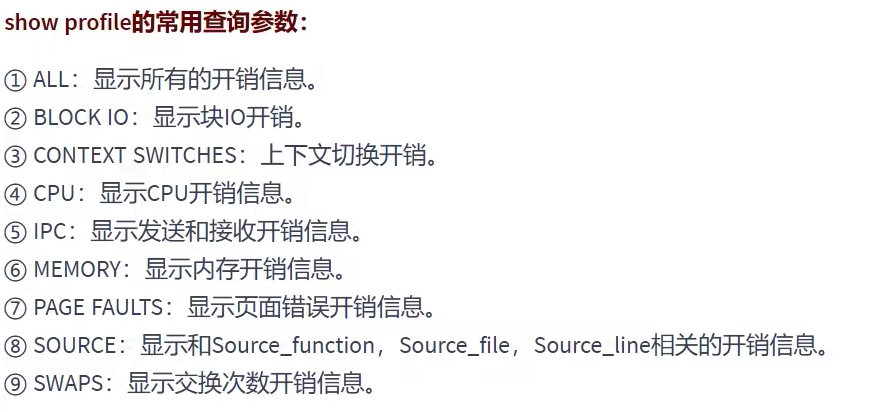 show profile的常用查询参数：
① ALL：显示所有的开销信息。
② BLOCK IO：显示块IO开销。
③ CONTEXT SWITCHES：上下文切换开销。
④ CPU：显示CPU开销信息。
⑤ IPC：显示发送和接收开销信息。
⑥ MEMORY：显示内存开销信息。
⑦ PAGE FAULTS：显示页面错误开销信息。
⑧ SOURCE：显示和Source_function，Source_file，Source_line相关的开销信息。
⑨ SWAPS：显示交换次数开销信息。